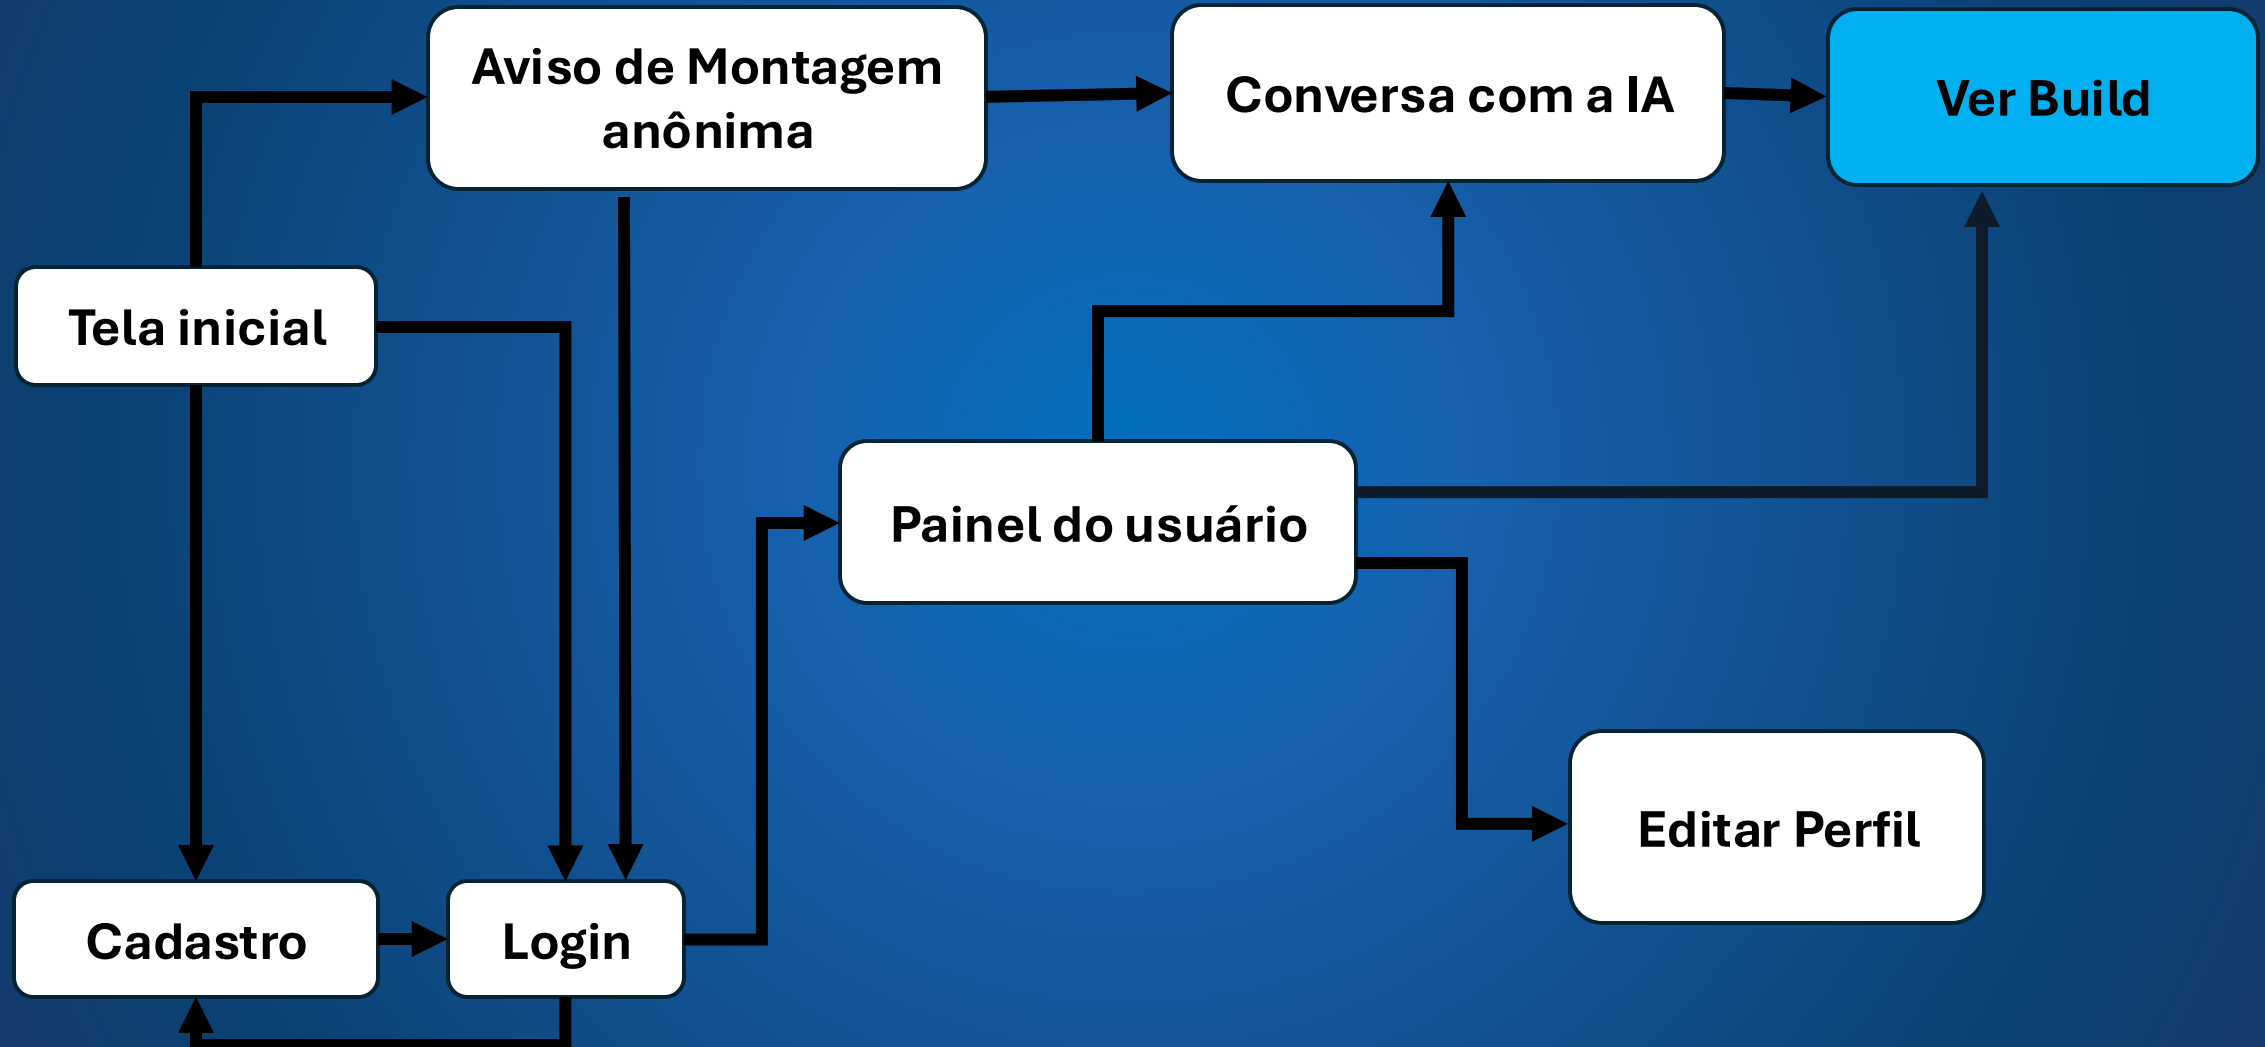 Aviso de Montagem
anônima
Conversa com a IA
Ver Build
Tela inicial
Painel do usuário
Editar Perfil
Cadastro
Login